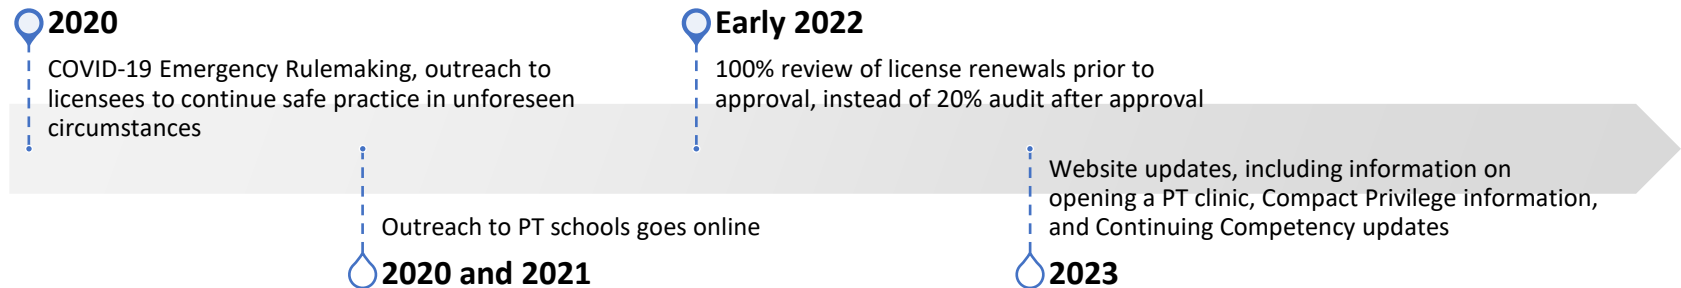 2020
COVID-19 Emergency Rulemaking, outreach to
licensees to continue safe practice in unforeseen
circumstances
Outreach to PT schools goes online
2020 and 2021
Early 2022
100% review of license renewals prior to
approval, instead of 20% audit after approval
Website updates, including information on
opening a PT clinic, Compact Privilege information,
and Continuing Competency updates
2023